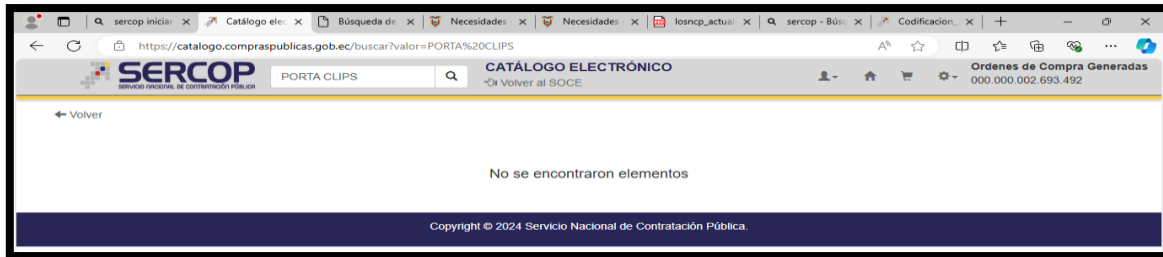 sercop iniciar
Catálogo elec
Búsqueda de
Necesidades
Necesidades
losncp_actual
sercop - Búsq
Codificacion_
https://catalogo.compraspublicas.gob.ec/buscar?valor=PORTA%20CLIPS
SERCOP
SERVICIO NACIONAL DE CONTRATACIÓN PÚBLICA
PORTA CLIPS
CATÁLOGO ELECTRÓNICO
Volver al SOCE
Ordenes de Compra Generadas
000.000.002.693.492
Volver
No se encontraron elementos
Copyright © 2024 Servicio Nacional de Contratación Pública.